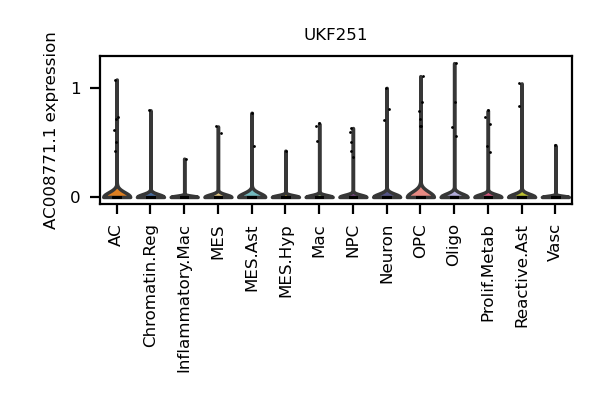 UKF251
AC008771.1 expression
1
0
AC
Chromatin.Reg
Inflammatory.Mac
MES
MES.Ast
MES.Hyp
Mac
NPC
Neuron
OPC
Oligo
Prolif.Metab
Reactive.Ast
Vasc